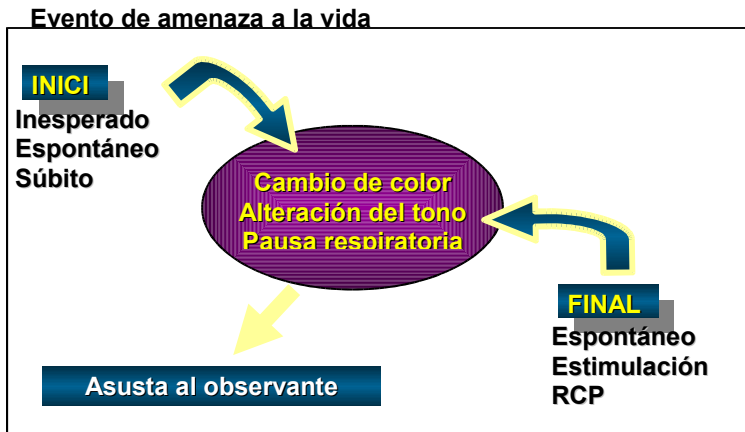 Evento de amenaza a la vida
INICI
Inesperado
Espontáneo
Súbito
Cambio de color
Alteración del tono
Pausa respiratoria
FINAL
Espontáneo
Estimulación
RCP
Asusta al observante